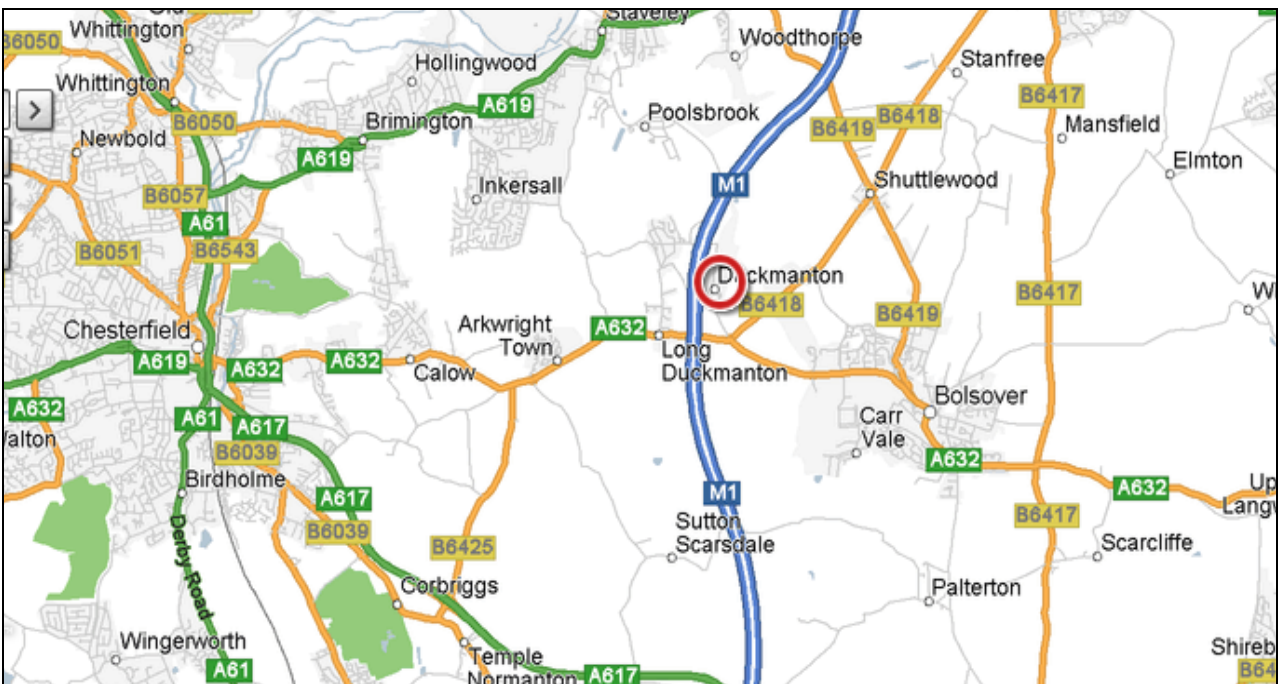 Staveley
Whittington
Woodthorpe
B6050
Hollingwood
Stanfree
Whittington
A619
B6417
Poolsbrook
B6418
B6050
Brimington
B6419
Mansfield
Newbold
A619
Elmton
Inkersall
M1
Shuttlewood
B6057
A61
B6051
B6543
Duckmanton
B6418
B6417
B6419
Chesterfield
Arkwright
Town
A632
Long
Duckmanton
A619
A632
A632
Calow
Bolsover
A632
A61
A617
Carr
Vale
B6039
A632
Birdholme
A617
M1
A632
B6417
Derby Road
B6039
Sutton
Scarsdale
B6425
Scarcliffe
Corbriggs
Palterton
Wingerworth
A61
Temple
Normanton
A617